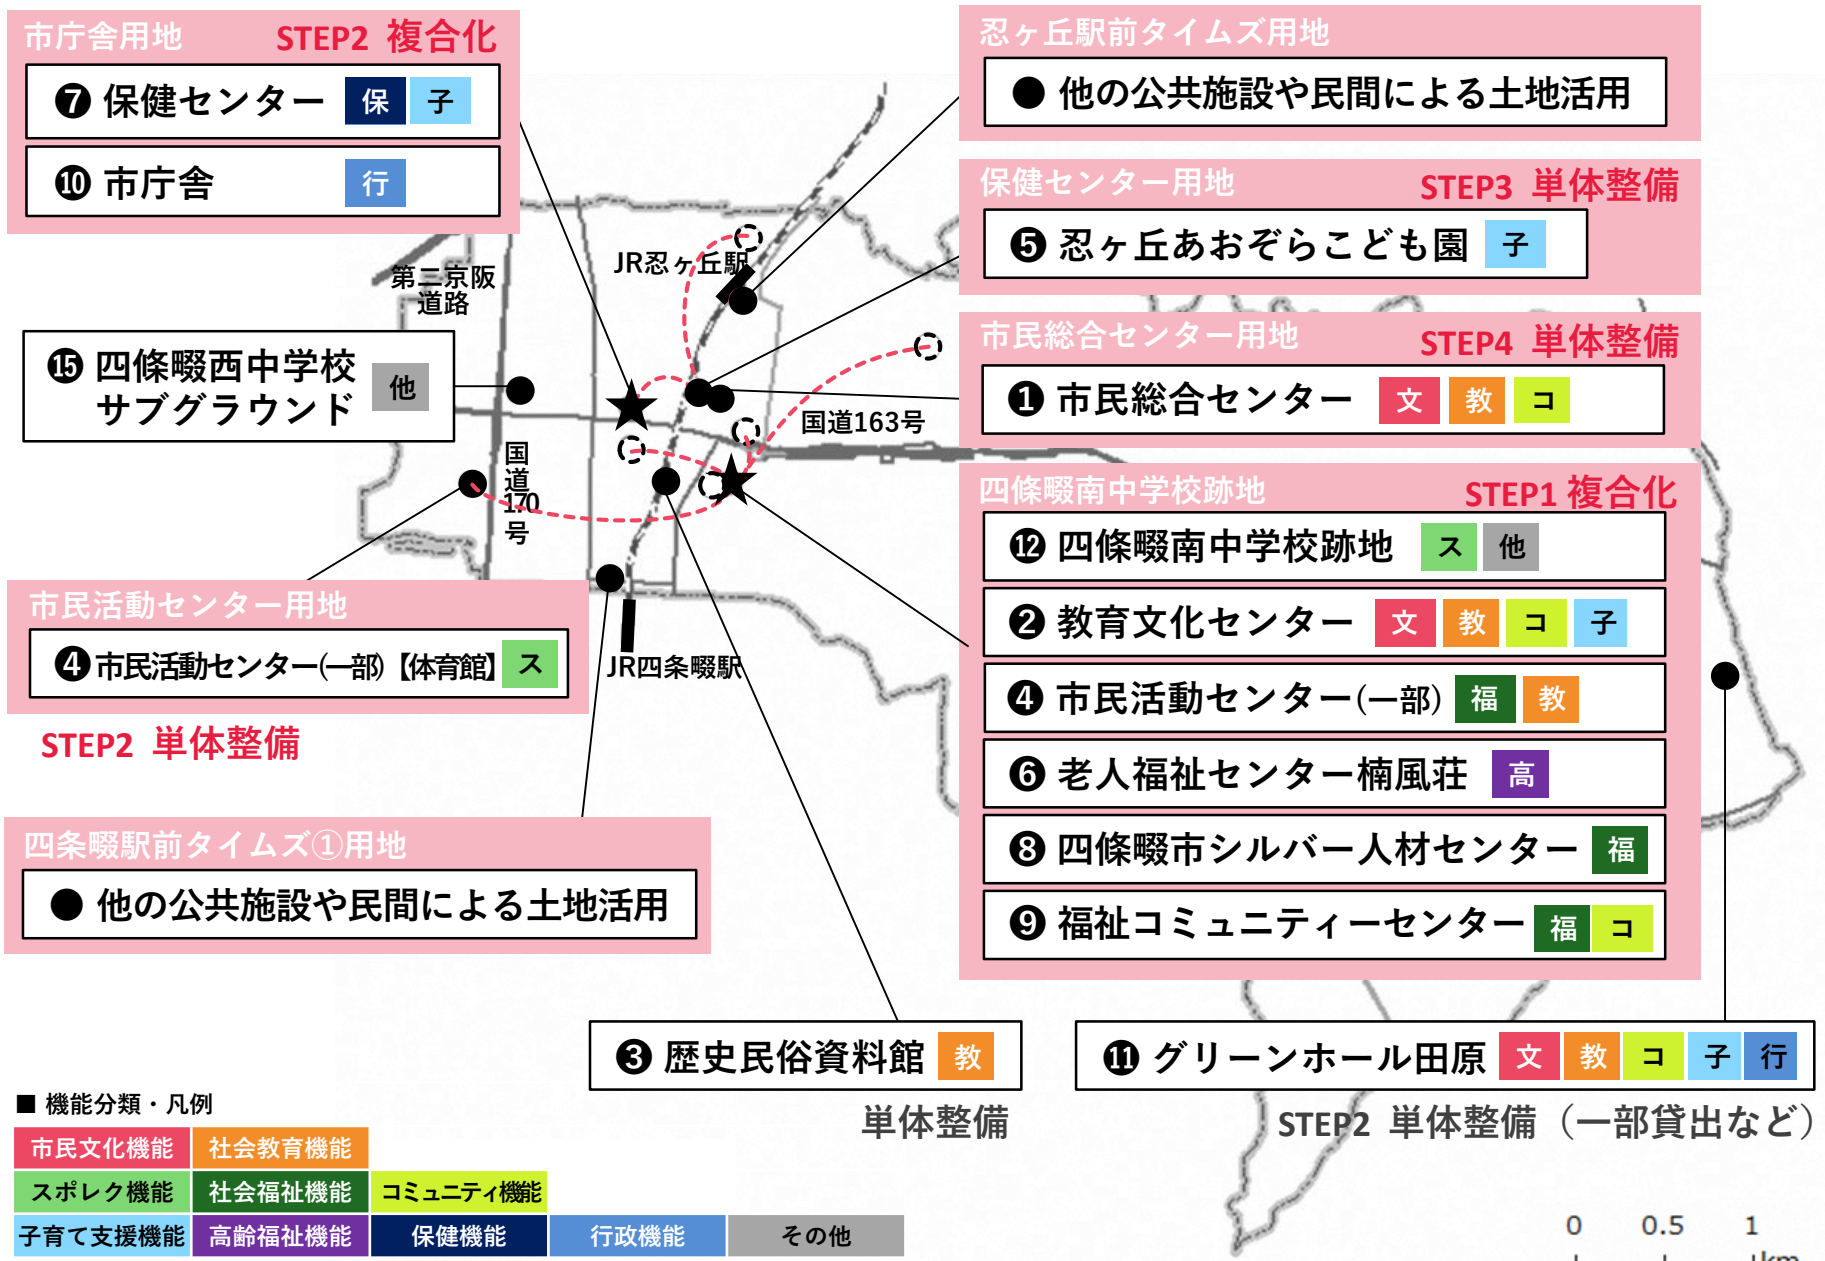 市庁舎用地
STEP2 複合化
❼ 保健センター 保 子
❿ 市庁舎 行
忍ヶ丘駅前タイムズ用地
● 他の公共施設や民間による土地活用
保健センター用地
STEP3 単体整備
❺ 忍ヶ丘あおぞらこども園 子
市民総合センター用地
STEP4 単体整備
❶ 市民総合センター 文 教 コ
四條畷南中学校跡地
STEP1 複合化
⓬ 四條畷南中学校跡地 ス 他
❷ 教育文化センター 文 教 コ 子
❹ 市民活動センター(一部) 福 教
❻ 老人福祉センター楠風荘 高
❽ 四條畷市シルバー人材センター 福
❾ 福祉コミュニティーセンター 福 コ
JR忍ヶ丘駅
第二京阪
道路
⓯ 四條畷西中学校
サブグラウンド
他
国道163号
国道170号
市民活動センター用地
❹ 市民活動センター(一部)【体育館】 ス
STEP2 単体整備
JR四条畷駅
四条畷駅前タイムズ①用地
● 他の公共施設や民間による土地活用
❸ 歴史民俗資料館 教
単体整備
⓫ グリーンホール田原 文 教 コ 子 行
STEP2 単体整備（一部貸出など）
■ 機能分類・凡例
市民文化機能 社会教育機能
スポレク機能 社会福祉機能 コミュニティ機能
子育て支援機能 高齢福祉機能 保健機能 行政機能 その他
0 0.5 1
km